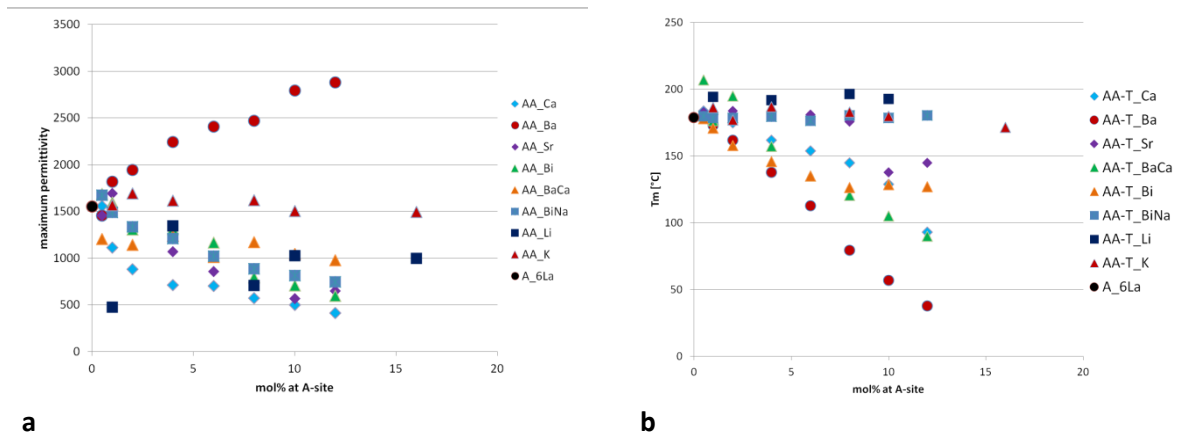 3500
3000
2500
2000
1500
1000
500
0
maximum permittivity
0 5 10 15 20
mol% at A-site
AA_Ca
AA_Ba
AA_Sr
AA_Bi
AA_BaCa
AA_BiNa
AA_Li
AA_K
A_6La
a
250
200
150
100
50
0
Tm [°C]
0 5 10 15 20
mol% at A-site
AA-T_Ca
AA-T_Ba
AA-T_Sr
AA-T_BaCa
AA-T_Bi
AA-T_BiNa
AA-T_Li
AA-T_K
A_6La
b